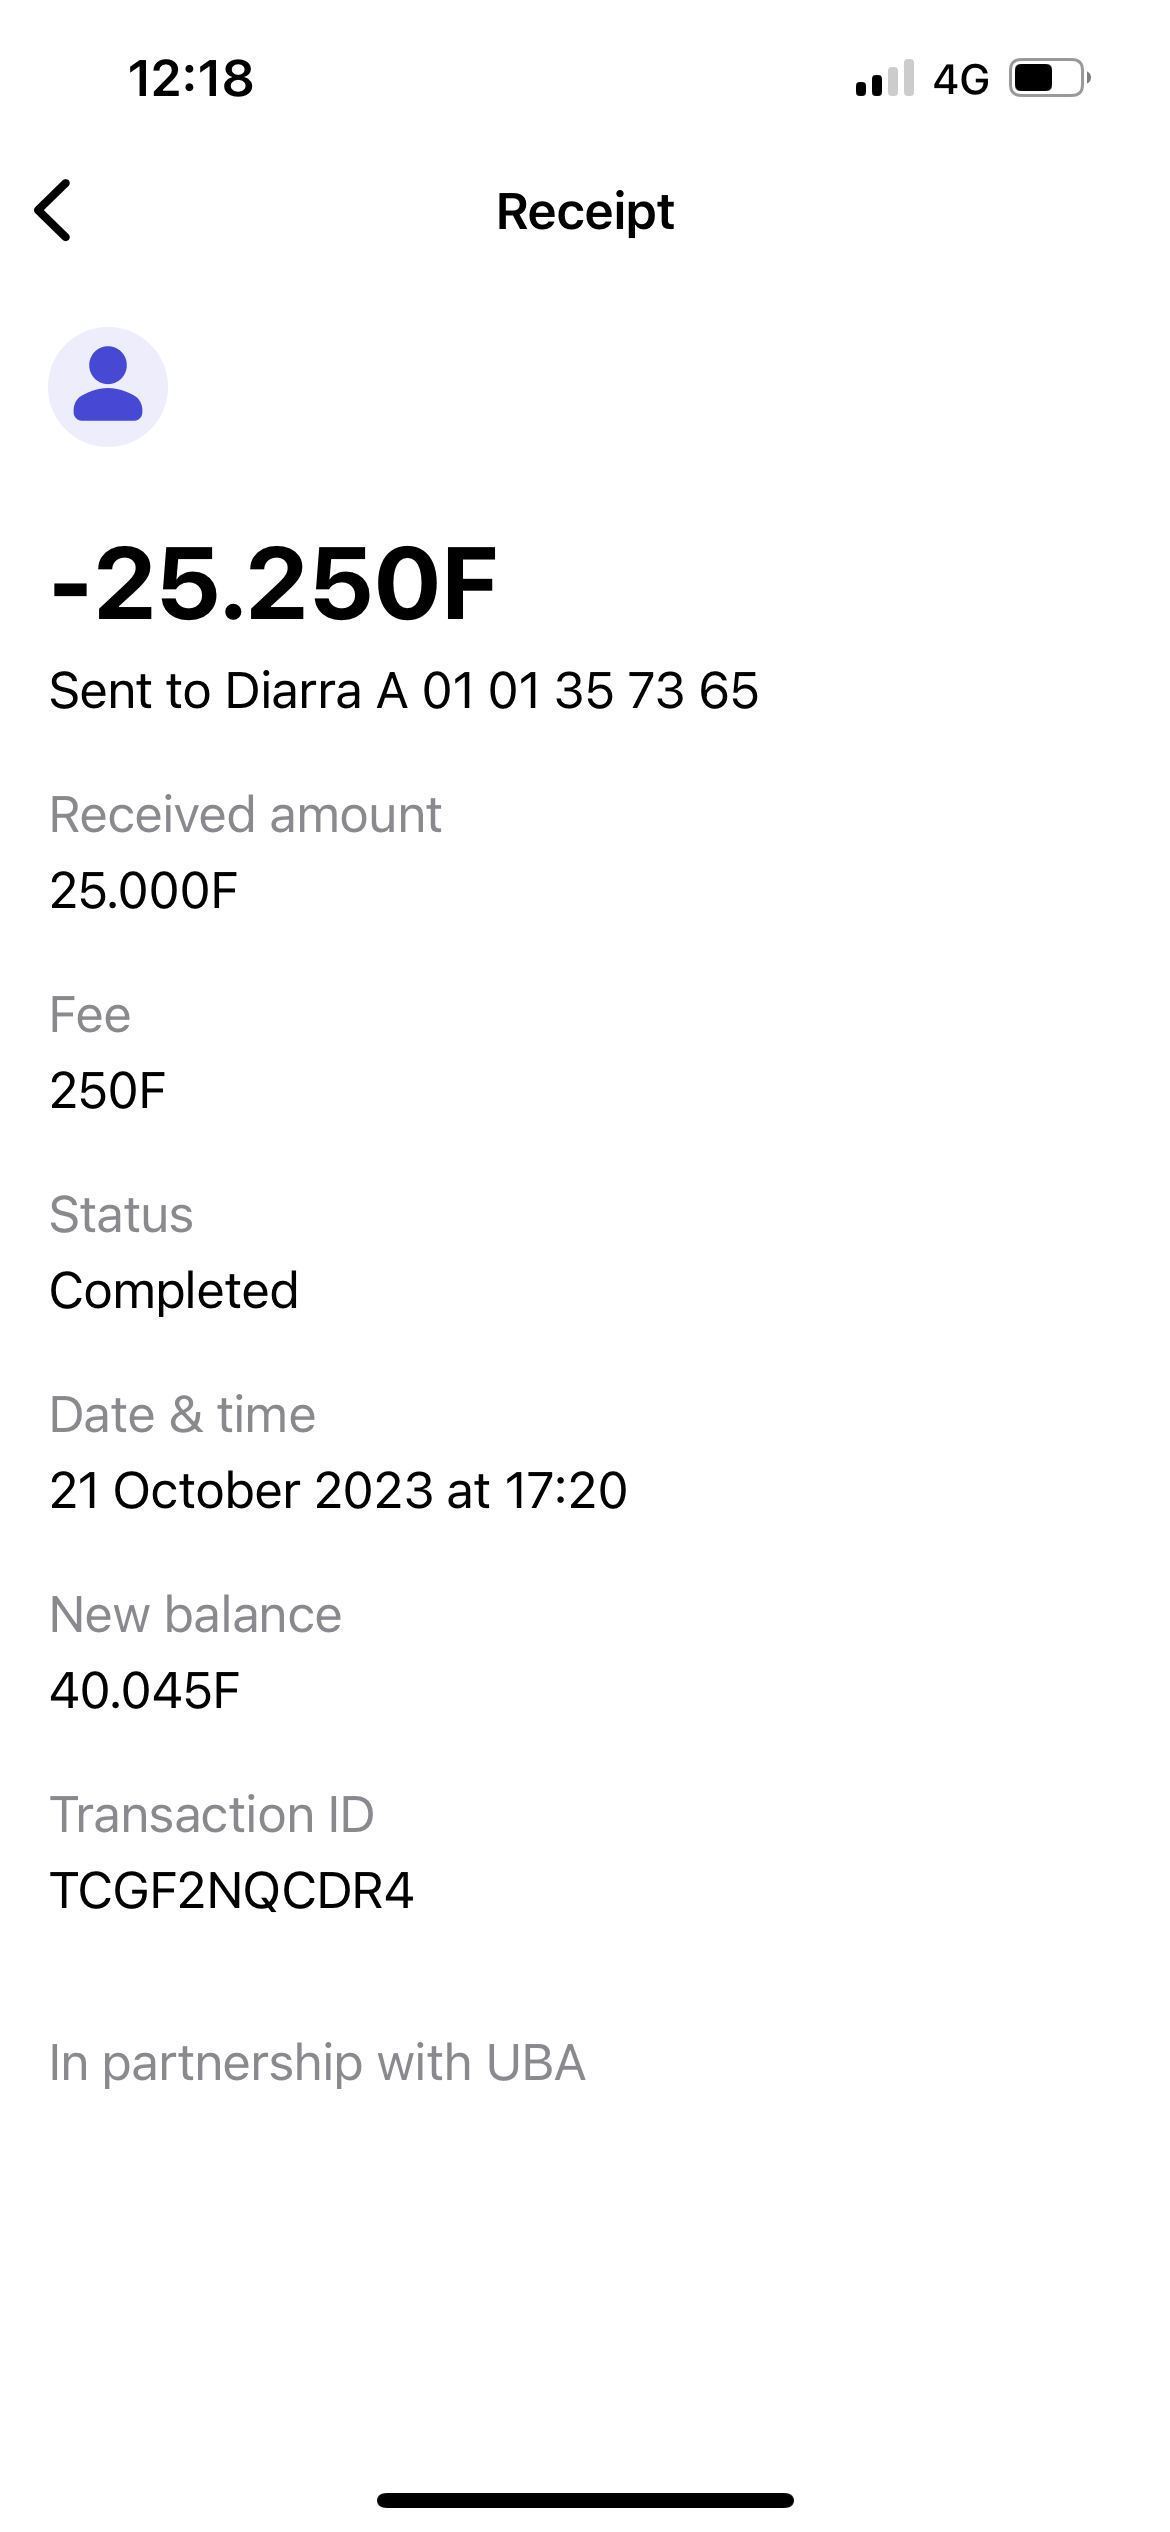 12:18
4G
Receipt
-25.250F
Sent to Diarra A 01 01 35 73 65
Received amount
25.000F
Fee
250F
Status
Completed
Date & time
21 October 2023 at 17:20
New balance
40.045F
Transaction ID
TCGF2NQCDR4
In partnership with UBA